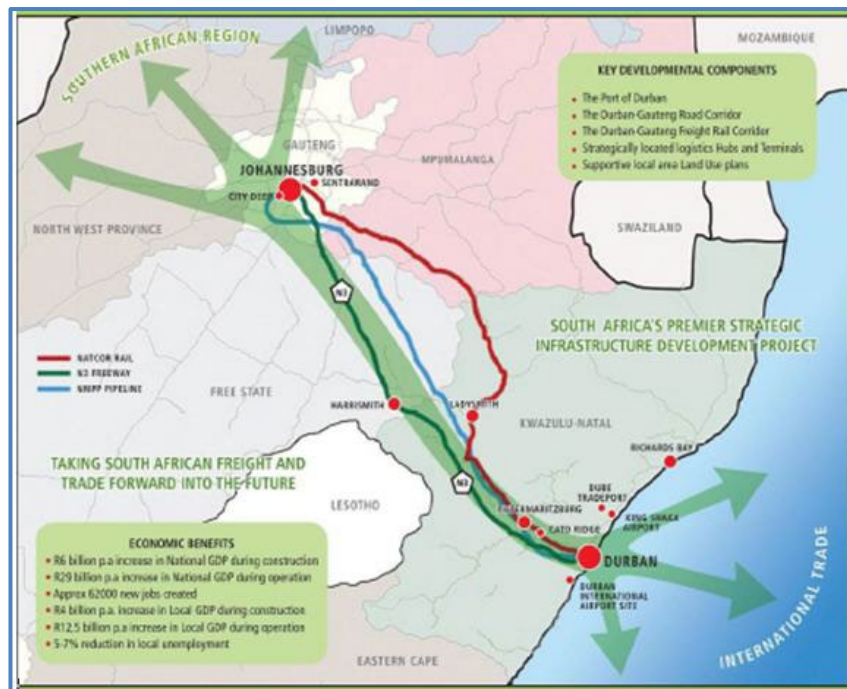 LIMPOPO
MOZAMBIQUE
SOUTHERN AFRICAN REGION
KEY DEVELOPMENTAL COMPONENTS
• The Port of Durban
• The Durban-Gauteng Road Corridor
• The Durban-Gauteng Freight Rail Corridor
• Strategically located logistics Hubs and Terminals
• Supportive local area Land Use plans
GAUTENG
JOHANNESBURG
SENTRARAND
CITY DEEP
MPUMALANGA
NORTH WEST PROVINCE
SWAZILAND
N3
SOUTH AFRICA'S PREMIER STRATEGIC
INFRASTRUCTURE DEVELOPMENT PROJECT
NATCOR RAIL
N3 FREEWAY
NMPP PIPELINE
FREE STATE
HARRISMITH
LADYSMITH
KWAZULU-NATAL
RICHARDS BAY
TAKING SOUTH AFRICAN FREIGHT AND
TRADE FORWARD INTO THE FUTURE
N3
LESOTHO
DUBE
TRADEPORT
KING SHAKA
AIRPORT
PIETERMARITZBURG
CATO RIDGE
DURBAN
DURBAN
INTERNATIONAL
AIRPORT SITE
ECONOMIC BENEFITS
• R6 billion p.a increase in National GDP during construction
• R29 billion p.a increase in National GDP during operation
• Approx 62000 new jobs created
• R4 billion p.a. increase in Local GDP during construction
• R12,5 billion p.a increase in Local GDP during operation
• 5-7% reduction in local unemployment
EASTERN CAPE
INTERNATIONAL TRADE